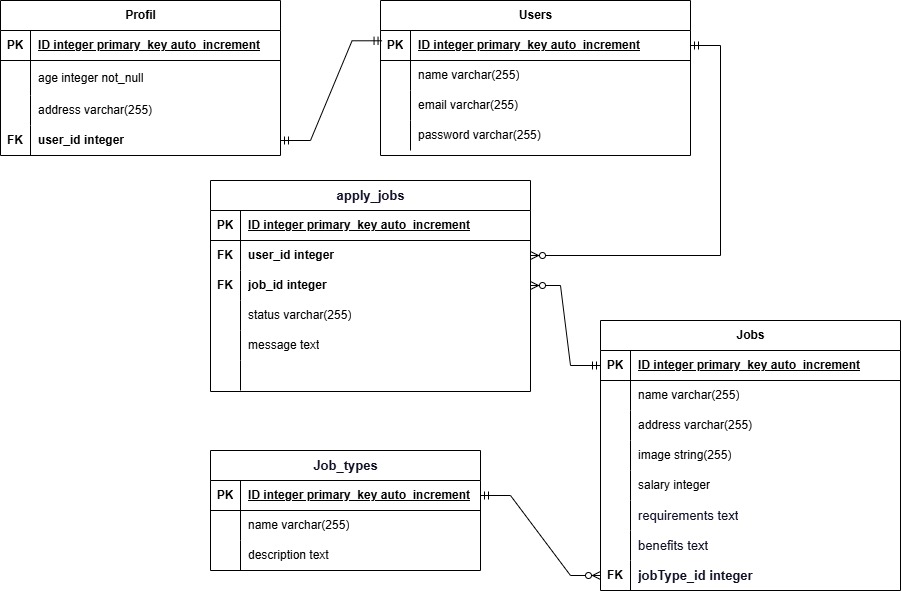 Profil
PK ID integer primary_key auto_increment
age integer not_null
address varchar(255)
FK user_id integer
Users
PK ID integer primary_key auto_increment
name varchar(255)
email varchar(255)
password varchar(255)
apply_jobs
PK ID integer primary_key auto_increment
FK user_id integer
FK job_id integer
status varchar(255)
message text
Jobs
PK ID integer primary_key auto_increment
name varchar(255)
address varchar(255)
image string(255)
salary integer
requirements text
benefits text
FK jobType_id integer
Job_types
PK ID integer primary_key auto_increment
name varchar(255)
description text